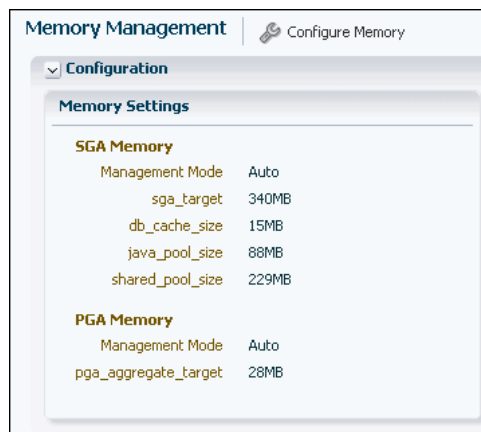 Memory Management Configure Memory
Configuration
Memory Settings
SGA Memory
Management Mode Auto
sga_target 340MB
db_cache_size 15MB
java_pool_size 88MB
shared_pool_size 229MB
PGA Memory
Management Mode Auto
pga_aggregate_target 28MB